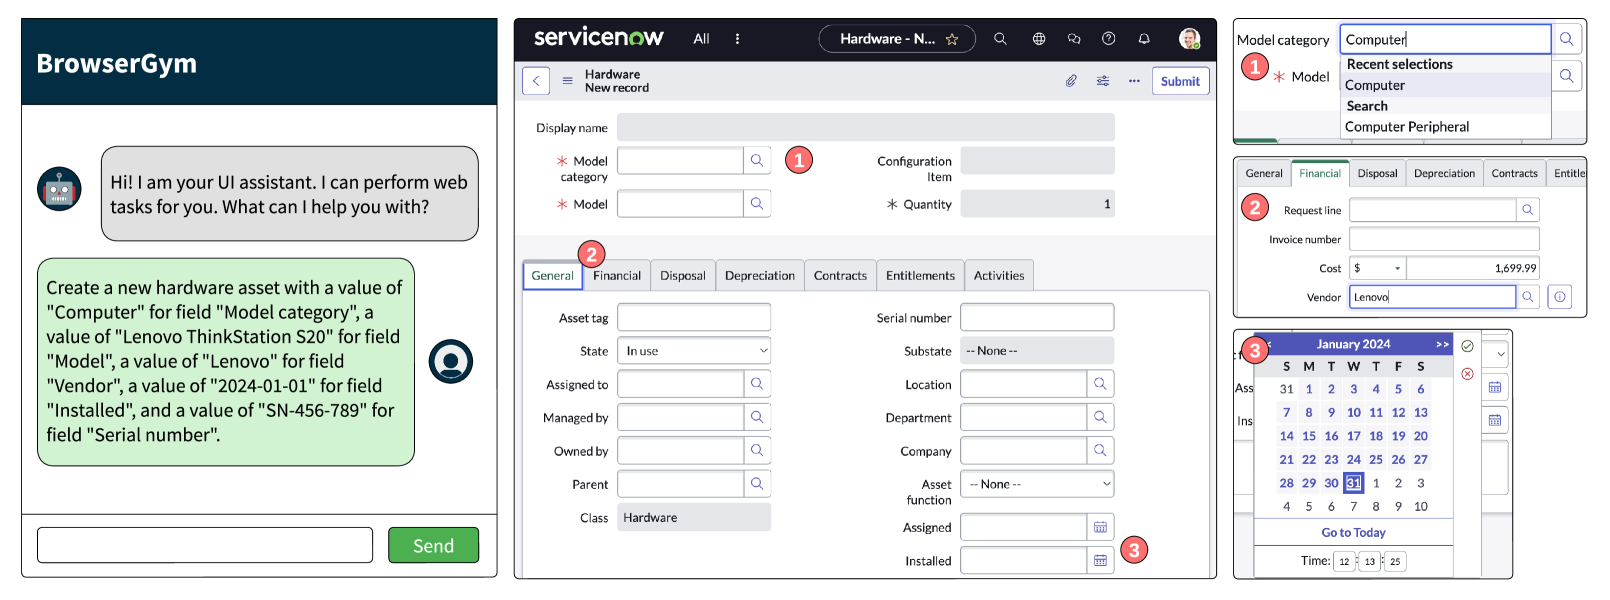 BrowserGym
Hi! I am your UI assistant. I can perform web
tasks for you. What can I help you with?
Create a new hardware asset with a value of
"Computer" for field "Model category", a
value of "Lenovo ThinkStation S20" for field
"Model", a value of "Lenovo" for field
"Vendor", a value of "2024-01-01" for field
"Installed", and a value of "SN-456-789" for
field "Serial number".
Send
servicenow
All
Hardware - N...
Hardware
New record
Submit
Display name
* Model
category
1
Configuration
Item
* Model
* Quantity
1
2
General
Financial
Disposal
Depreciation
Contracts
Entitlements
Activities
Asset tag
Serial number
State
In use
Substate
-- None --
Assigned to
Location
Managed by
Department
Owned by
Company
Parent
Asset
function
-- None --
Class
Hardware
Assigned
Installed
3
Model category
Computer
1
* Model
Recent selections
Computer
Search
Computer Peripheral
General
Financial
Disposal
Depreciation
Contracts
Entitle
2
Request line
Invoice number
Cost
$
1,699.99
Vendor
Lenovo
3
January 2024
>>
S M T W T F S
31 1 2 3 4 5 6
7 8 9 10 11 12 13
14 15 16 17 18 19 20
21 22 23 24 25 26 27
28 29 30 31 1 2 3
4 5 6 7 8 9 10
Go to Today
Time: 12 : 13 : 25
Ass
Ins